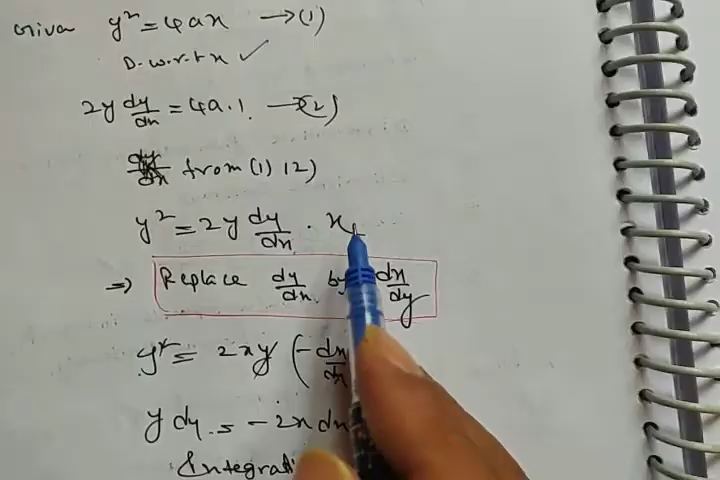 Given y² = 4ax →(1)
D.w.r.t x ✓
2y dy/dx = 4a.1 →(2)
dy/dx from (1) (2)
y² = 2y dy/dx . x
⇒ Replace dy/dx by dx/dy
y² = 2xy (-dx
y dy = -2x dx